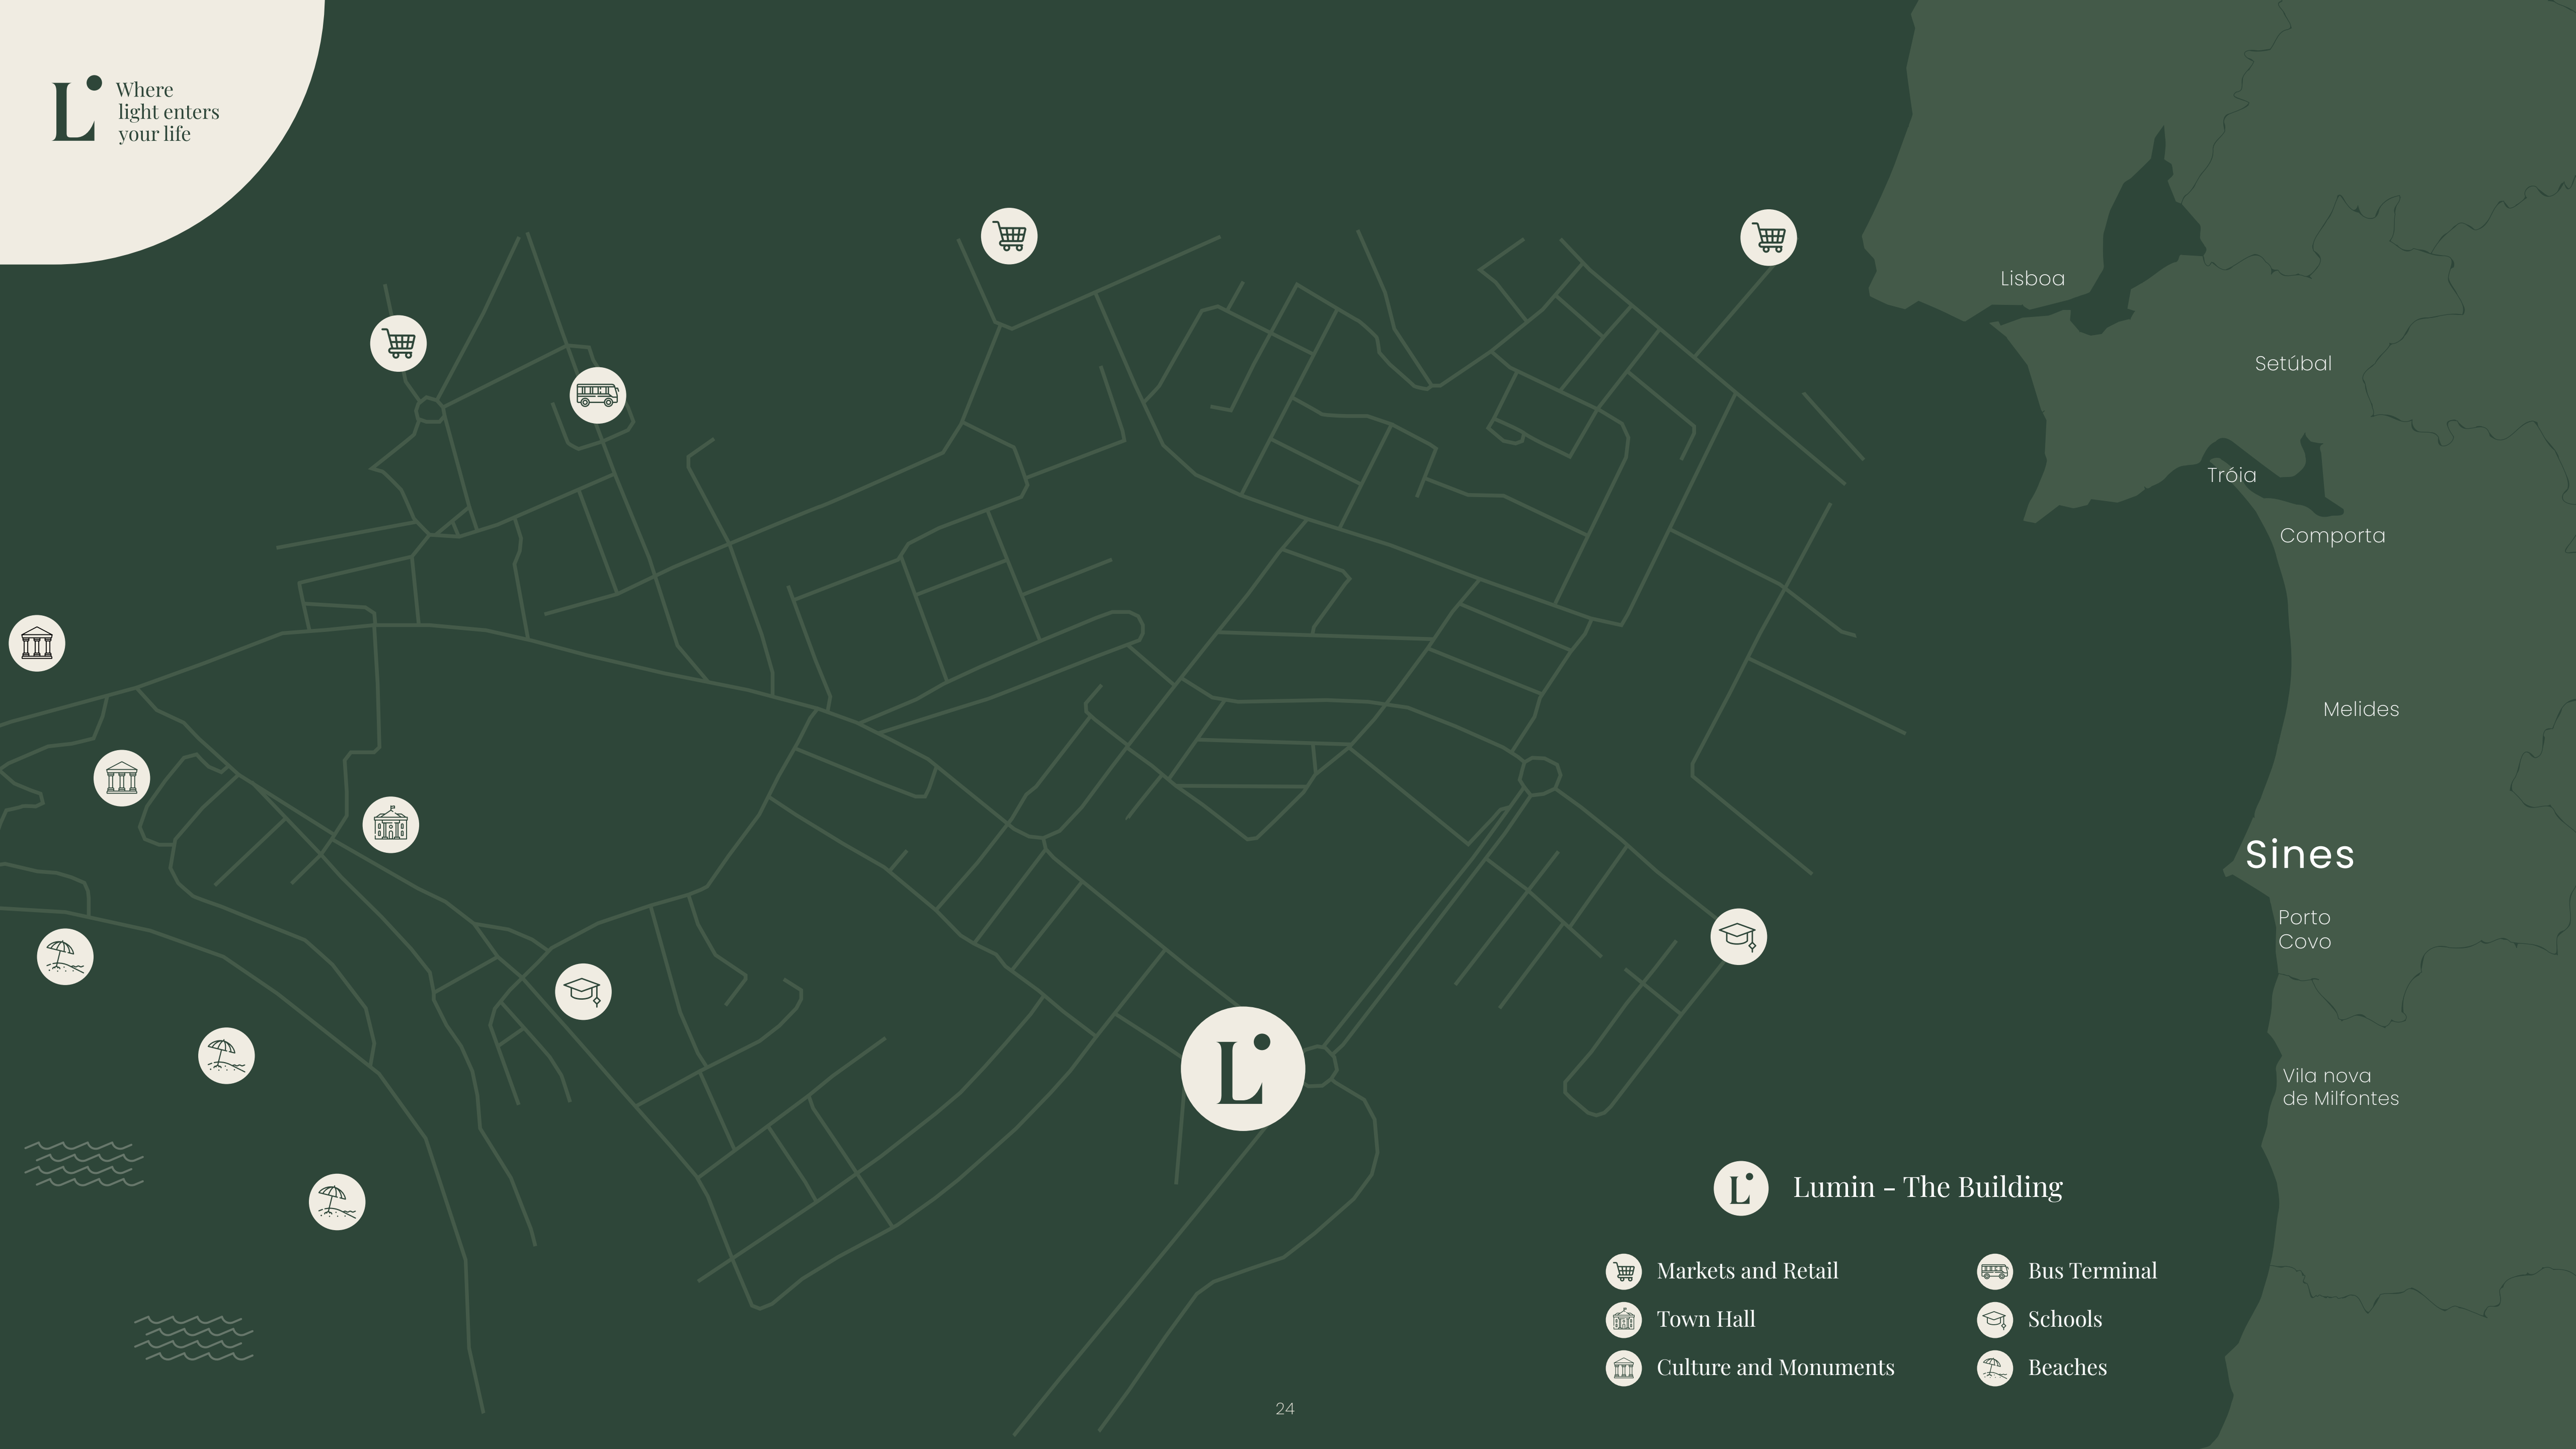 L
Where
light enters
your life
Lisboa
Setúbal
Tróia
Comporta
Melides
Sines
Porto
Covo
Vila nova
de Milfontes
L
L Lumin - The Building
Markets and Retail
Town Hall
Culture and Monuments
Bus Terminal
Schools
Beaches
24